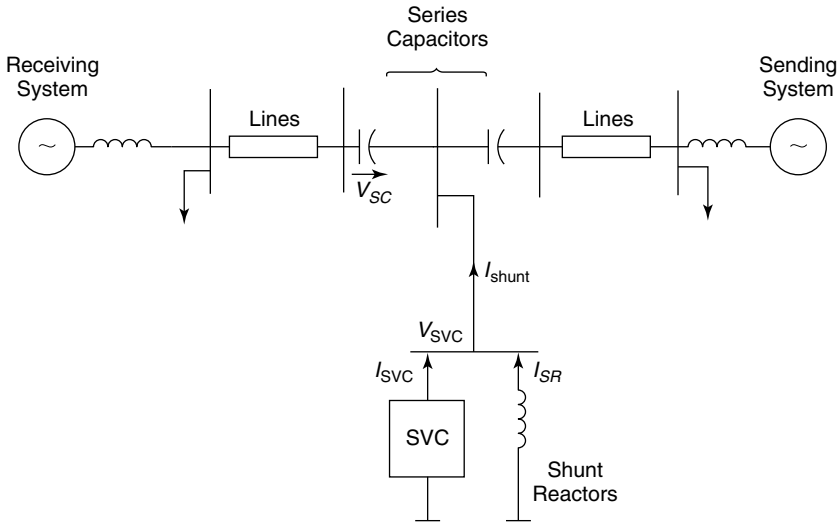 Series
Capacitors
Receiving
System
Sending
System
Lines
Lines
~
~
V_SC
I_shunt
V_SVC
I_SVC
I_SR
SVC
Shunt
Reactors